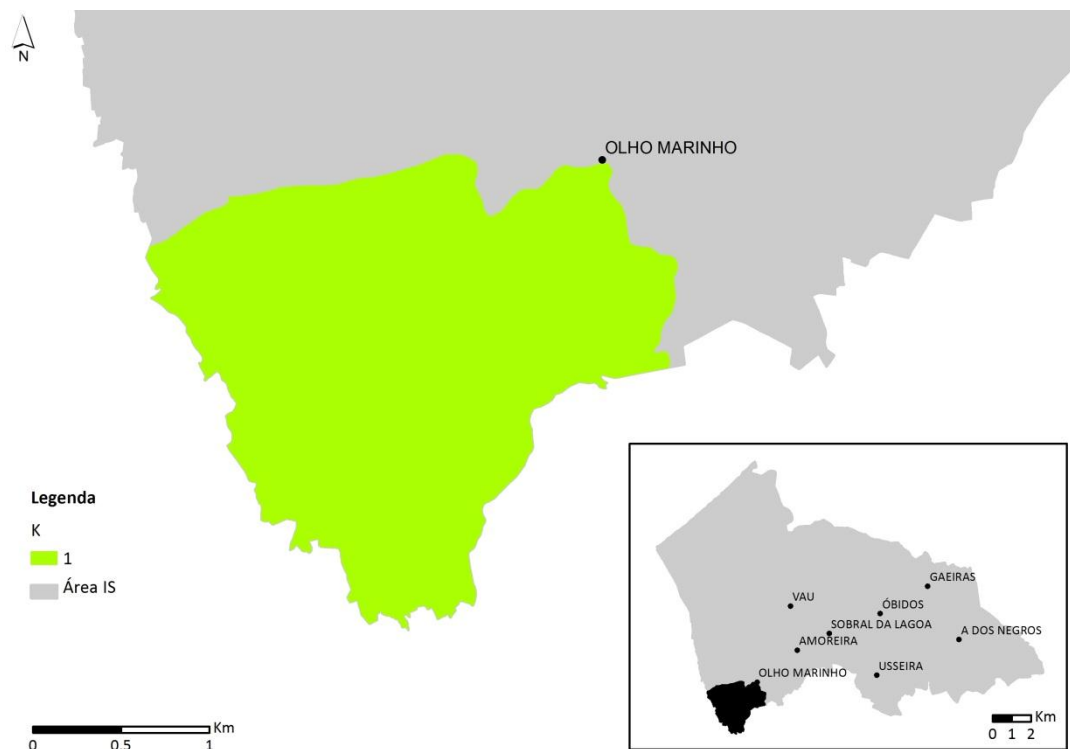 N
OLHO MARINHO
Legenda
K
1
Área IS
0 0.5 1 Km
GAEIRAS
VAU
ÓBIDOS
SOBRAL DA LAGOA
A DOS NEGROS
AMOREIRA
USSEIRA
OLHO MARINHO
Km
0 1 2